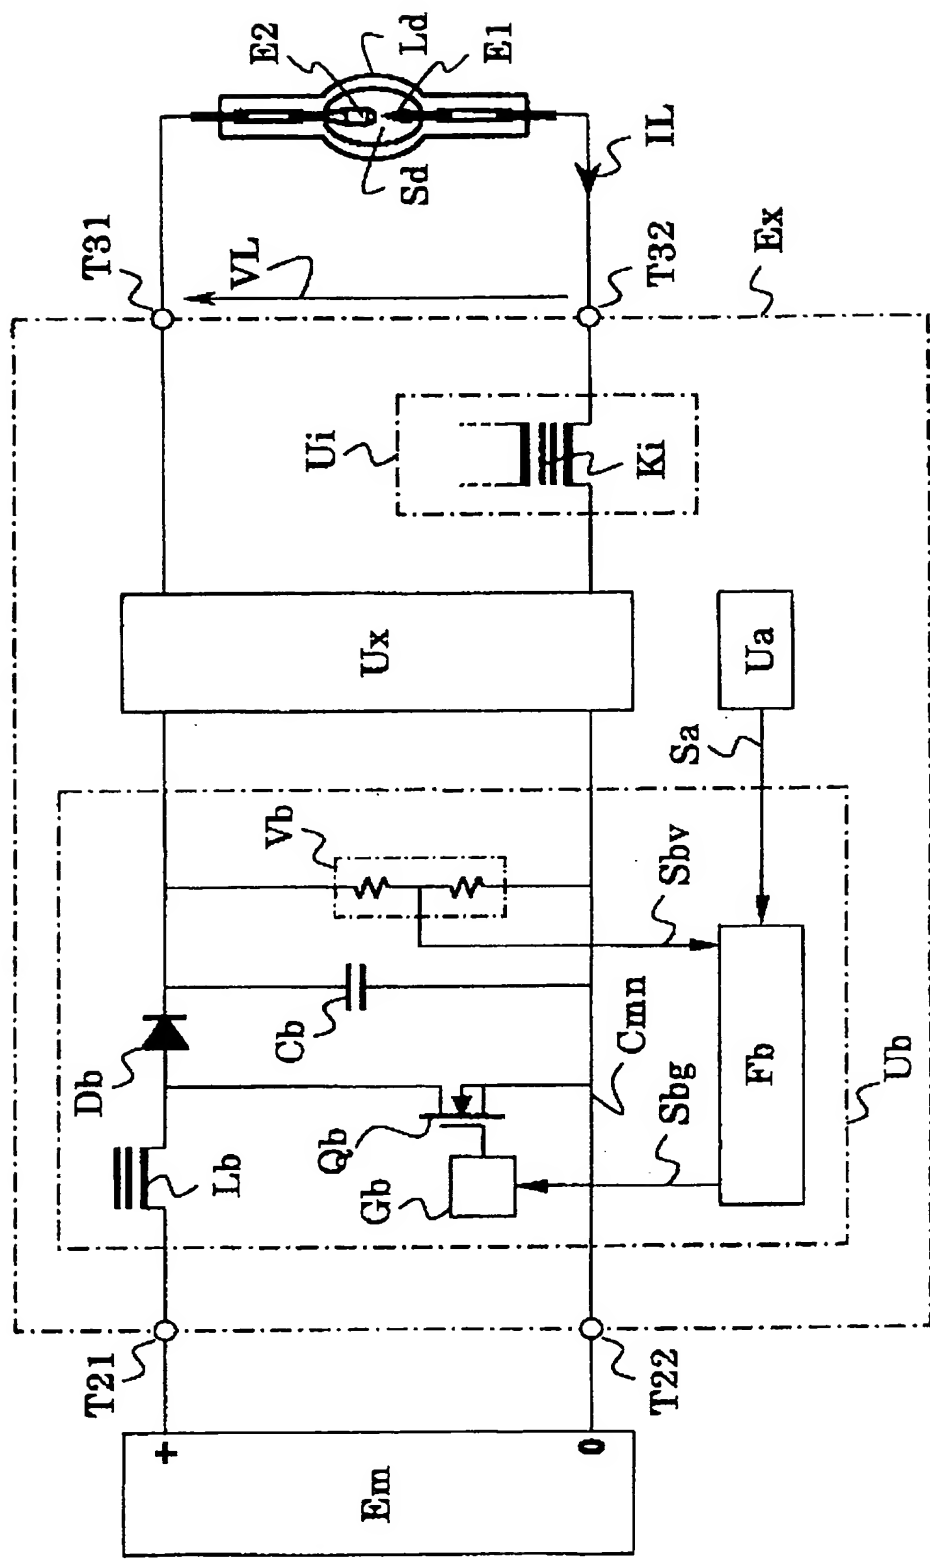 E2
Ld
E1
Sd
IL
T31
VL
T32
Ex
Ui
Ki
Ux
Ua
Sa
Vb
Sbv
Db
Cb
Cmn
Lb
Qb
Gb
Sbg
Fb
Ub
T21
T22
+
0
Em